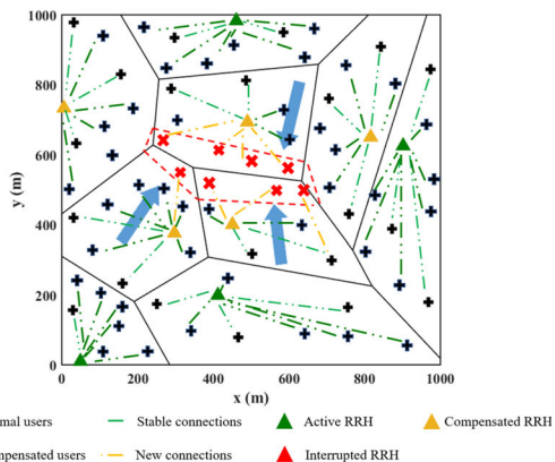 1000
800
600
400
200
0
y (m)
0 200 400 600 800 1000
x (m)
mal users Stable connections Active RRH Compensated RRH
pensated users New connections Interrupted RRH